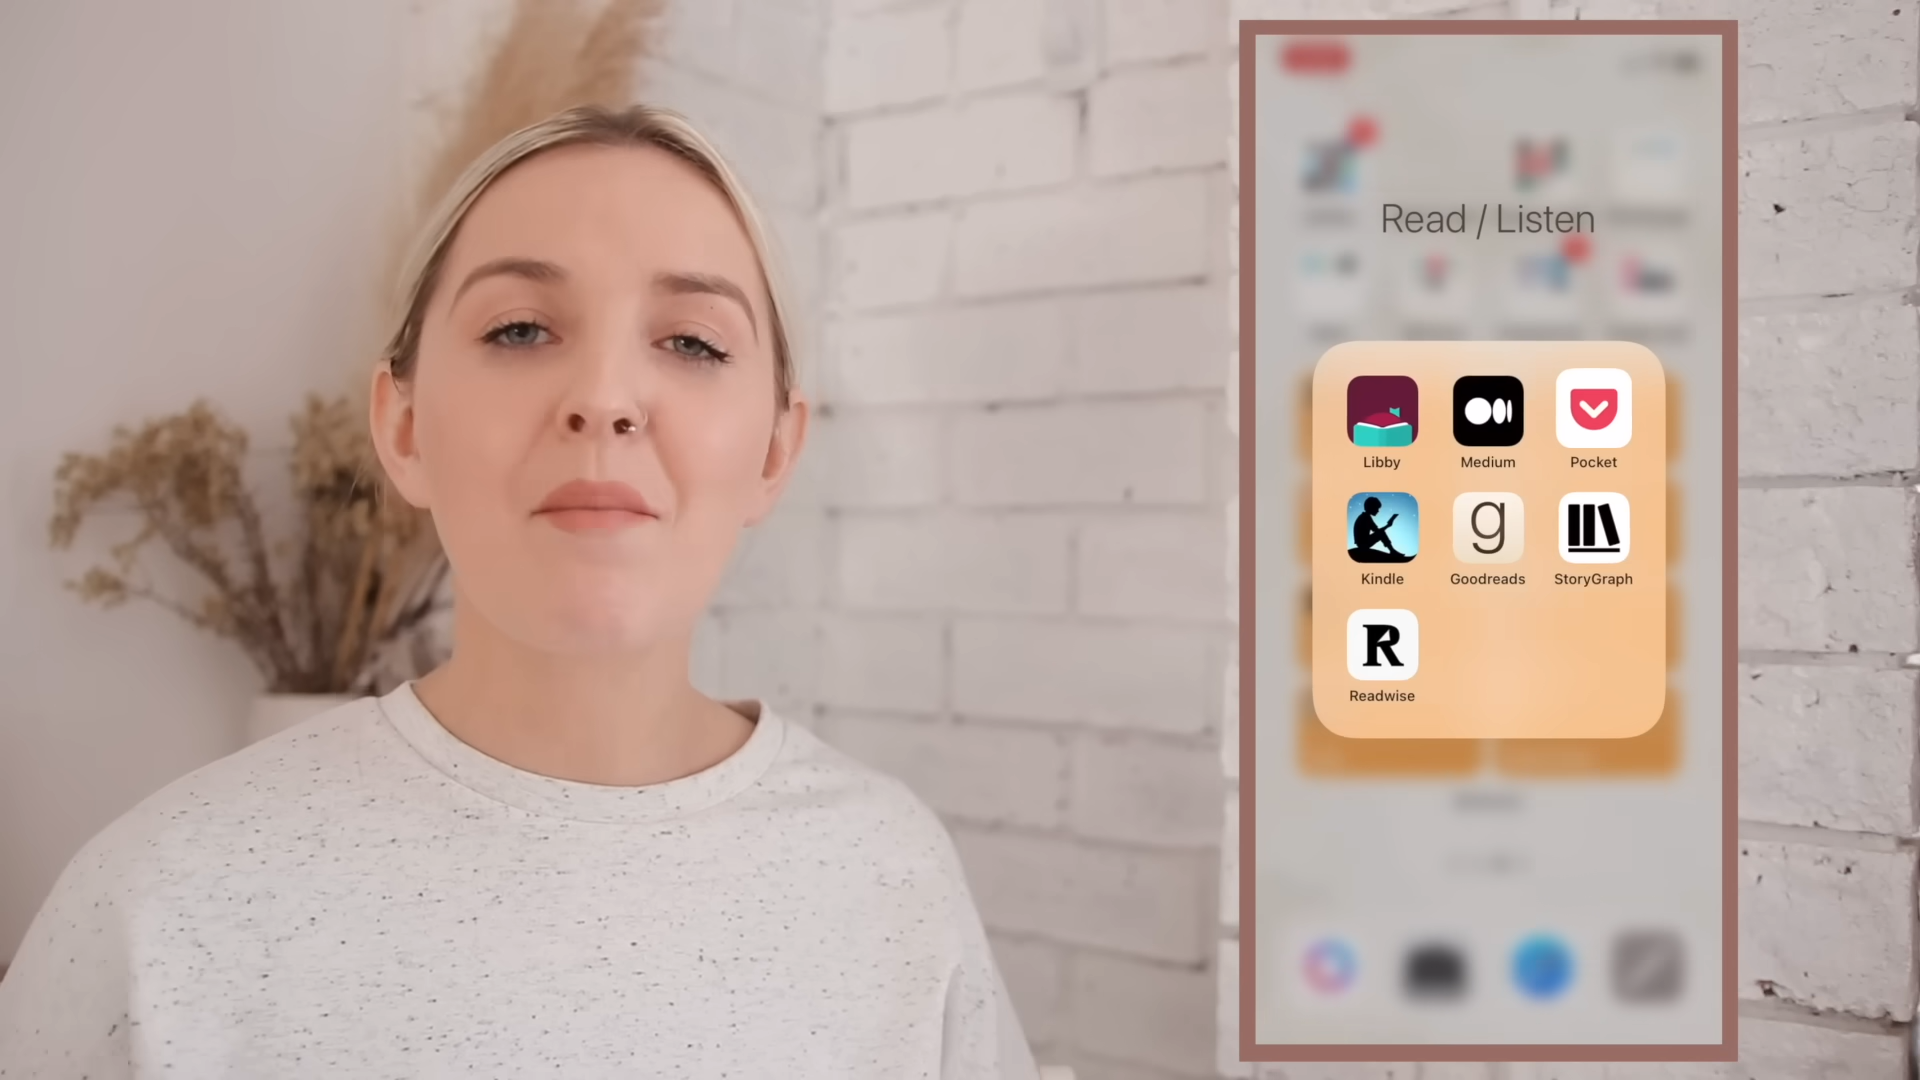 Read / Listen
Libby
Medium
Pocket
Kindle
g
Goodreads
StoryGraph
R
Readwise